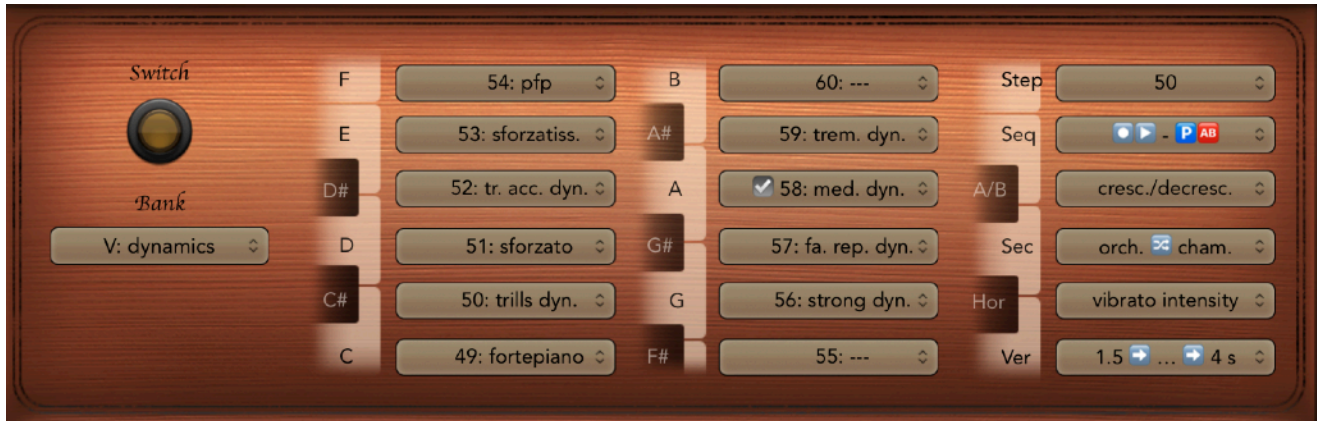 Switch
Bank
V: dynamics
F 54: pfp
E 53: sforzatiss.
D# 52: tr. acc. dyn.
D 51: sforzato
C# 50: trills dyn.
C 49: fortepiano
B 60: ---
A# 59: trem. dyn.
A 58: med. dyn.
G# 57: fa. rep. dyn.
G 56: strong dyn.
F# 55: ---
Step 50
Seq ⏺️▶️ - 🅿️🆎
A/B cresc./decresc.
Sec orch. 🔀 cham.
Hor vibrato intensity
Ver 1.5 ➡️ ... ➡️ 4 s